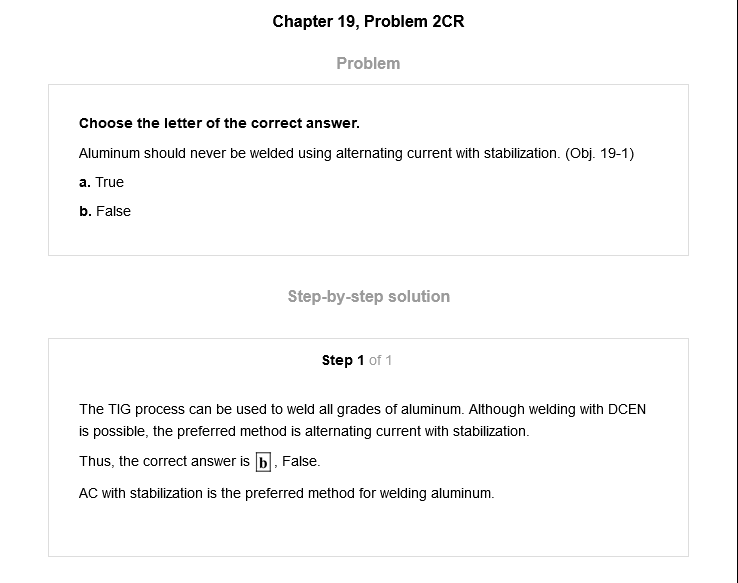 Chapter 19, Problem 2CR
Problem
Choose the letter of the correct answer.
Aluminum should never be welded using alternating current with stabilization. (Obj. 19-1)
a. True
b. False
Step-by-step solution
Step 1 of 1
The TIG process can be used to weld all grades of aluminum. Although welding with DCEN
is possible, the preferred method is alternating current with stabilization.
Thus, the correct answer is b, False.
AC with stabilization is the preferred method for welding aluminum.